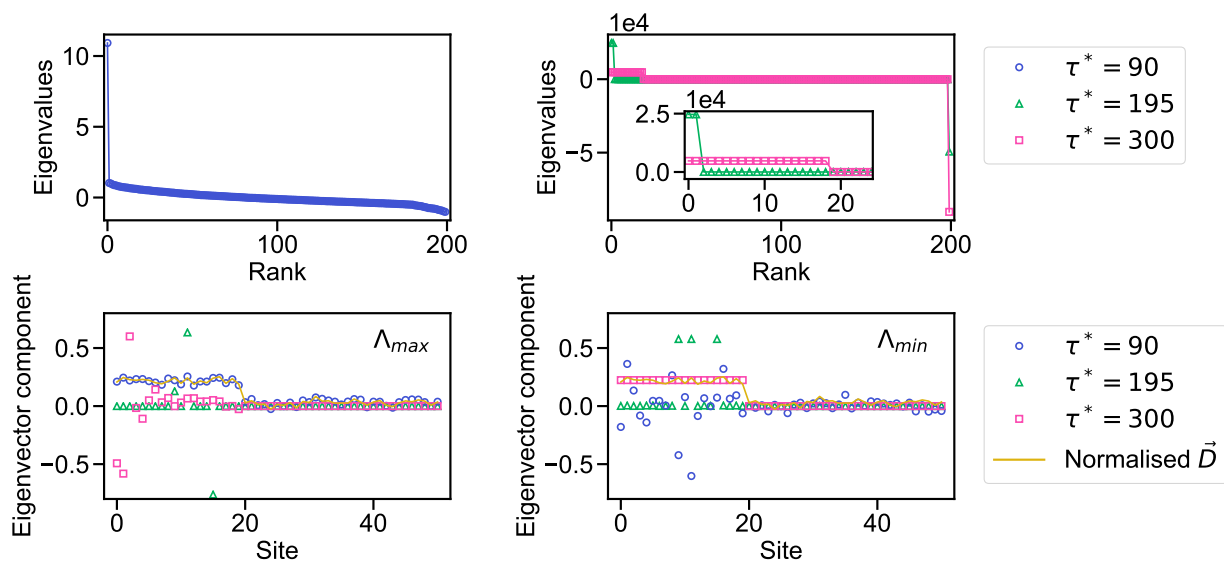 Eigenvalues
10
5
0
0
100
200
Rank
1e4
Eigenvalues
0
−5
1e4
2.5
0.0
0
10
20
0
100
200
Rank
τ* = 90
τ* = 195
τ* = 300
Eigenvector component
0.5
0.0
−0.5
Λmax
0
20
40
Site
Eigenvector component
0.5
0.0
−0.5
Λmin
0
20
40
Site
τ* = 90
τ* = 195
τ* = 300
Normalised D⃗